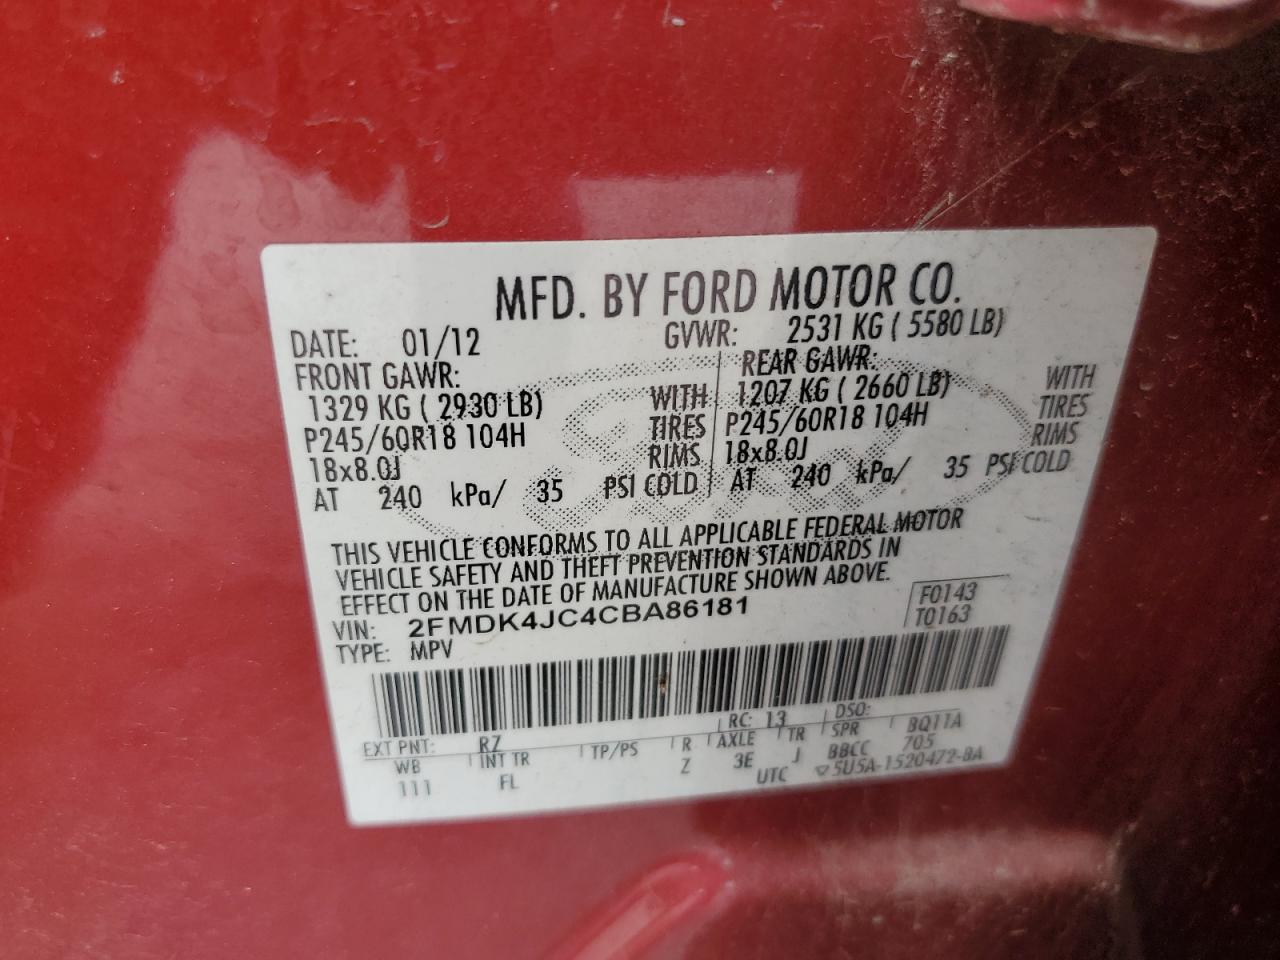 MFD. BY FORD MOTOR CO.
DATE: 01/12 GVWR: 2531 KG ( 5580 LB)
FRONT GAWR: REAR GAWR:
1329 KG ( 2930 LB) WITH 1207 KG ( 2660 LB) WITH
P245/60R18 104H TIRES P245/60R18 104H TIRES
18x8.0J RIMS 18x8.0J RIMS
AT 240 kPa/ 35 PSI COLD AT 240 kPa/ 35 PSI COLD
THIS VEHICLE CONFORMS TO ALL APPLICABLE FEDERAL MOTOR
VEHICLE SAFETY AND THEFT PREVENTION STANDARDS IN
EFFECT ON THE DATE OF MANUFACTURE SHOWN ABOVE.
VIN: 2FMDK4JC4CBA86181 F0143
TYPE: MPV T0163
EXT PNT: RZ RC: 13 DSO:
WB INT TR TP/PS R AXLE TR SPR BQ11A
111 FL Z 3E J BBCC 705
UTC ▽5U5A-1520472-BA